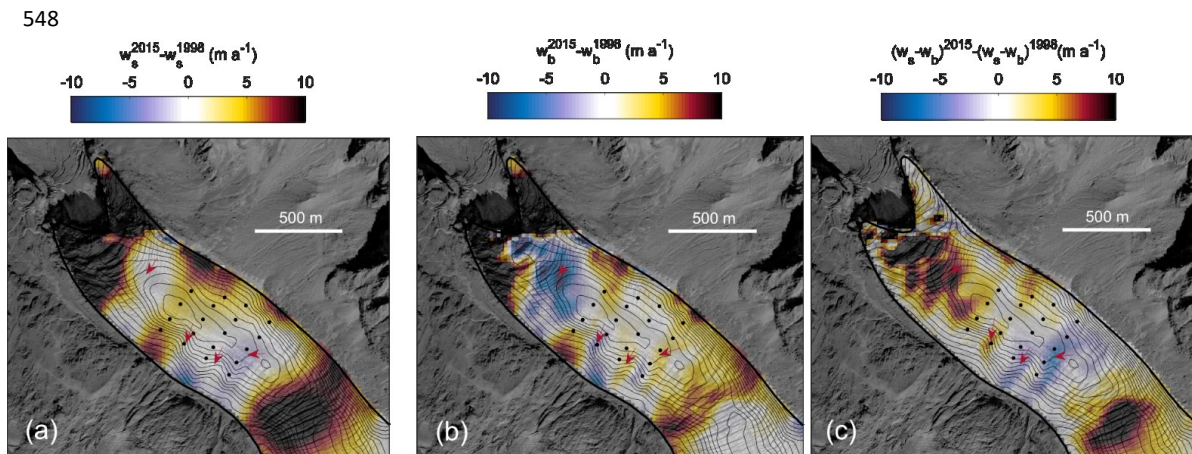 548
w_s^2015-w_s^1998 (m a^-1)
-10 -5 0 5 10
w_b^2015-w_b^1998 (m a^-1)
-10 -5 0 5 10
(w_s-w_b)^2015-(w_s-w_b)^1998 (m a^-1)
-10 -5 0 5 10
500 m
500 m
500 m
(a)
(b)
(c)